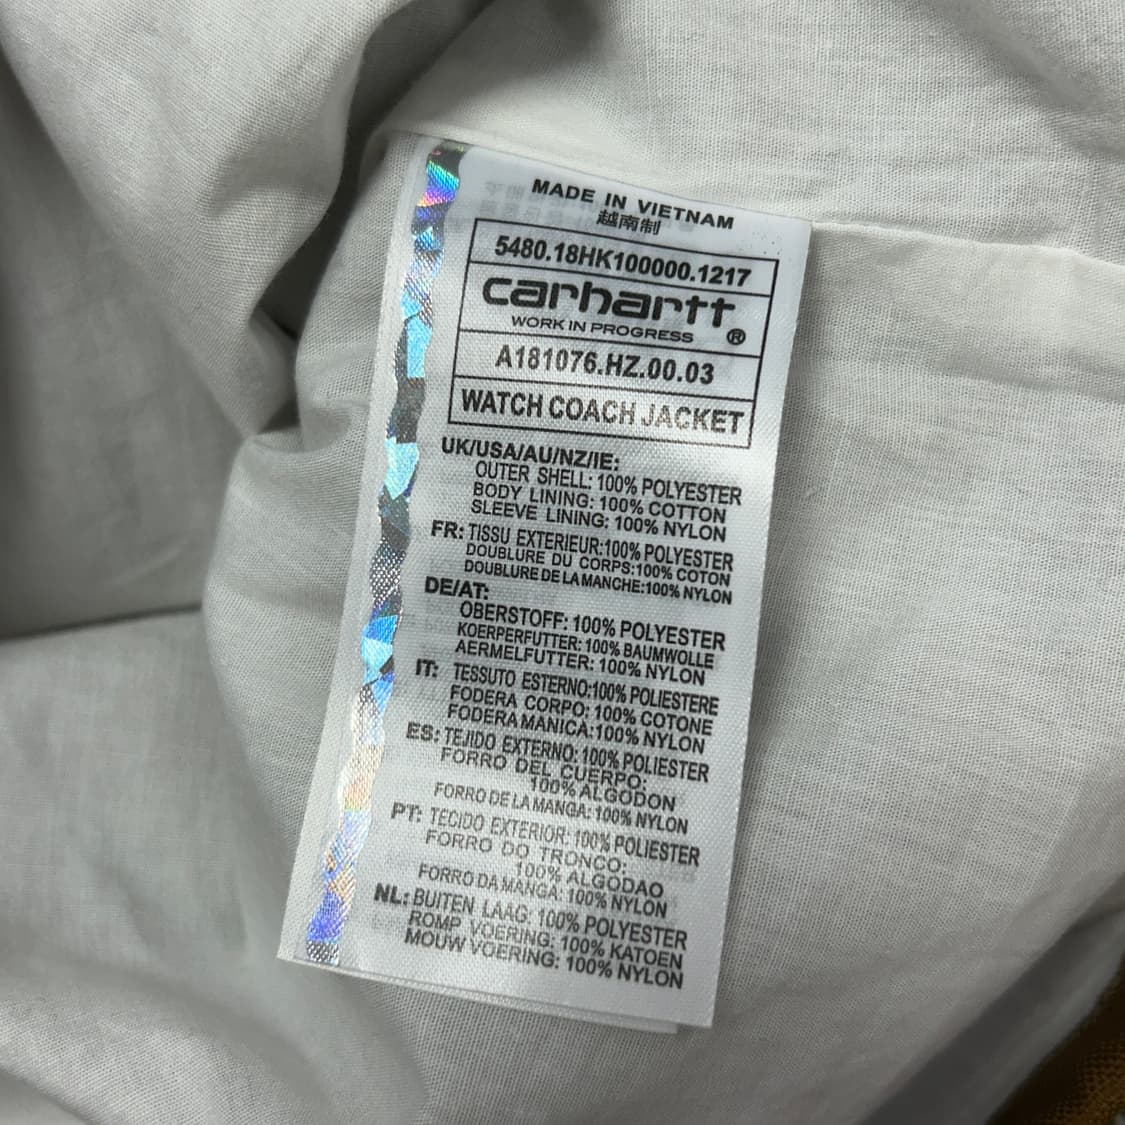 MADE IN VIETNAM
越南制
5480.18HK100000.1217
carhartt®
WORK IN PROGRESS
A181076.HZ.00.03
WATCH COACH JACKET
UK/USA/AU/NZ/IE:
OUTER SHELL: 100% POLYESTER
BODY LINING: 100% COTTON
SLEEVE LINING: 100% NYLON
FR: TISSU EXTERIEUR:100% POLYESTER
DOUBLURE DU CORPS:100% COTON
DOUBLURE DE LA MANCHE:100% NYLON
DE/AT:
OBERSTOFF: 100% POLYESTER
KOERPERFUTTER: 100% BAUMWOLLE
AERMELFUTTER: 100% NYLON
IT: TESSUTO ESTERNO:100% POLIESTERE
FODERA CORPO: 100% COTONE
FODERA MANICA:100% NYLON
ES: TEJIDO EXTERNO: 100% POLIESTER
FORRO DEL CUERPO:
100% ALGODON
FORRO DE LA MANGA: 100% NYLON
PT: TECIDO EXTERIOR: 100% POLIESTER
FORRO DO TRONCO:
100% ALGODAO
FORRO DA MANGA: 100% NYLON
NL: BUITEN LAAG: 100% POLYESTER
ROMP VOERING: 100% KATOEN
MOUW VOERING: 100% NYLON